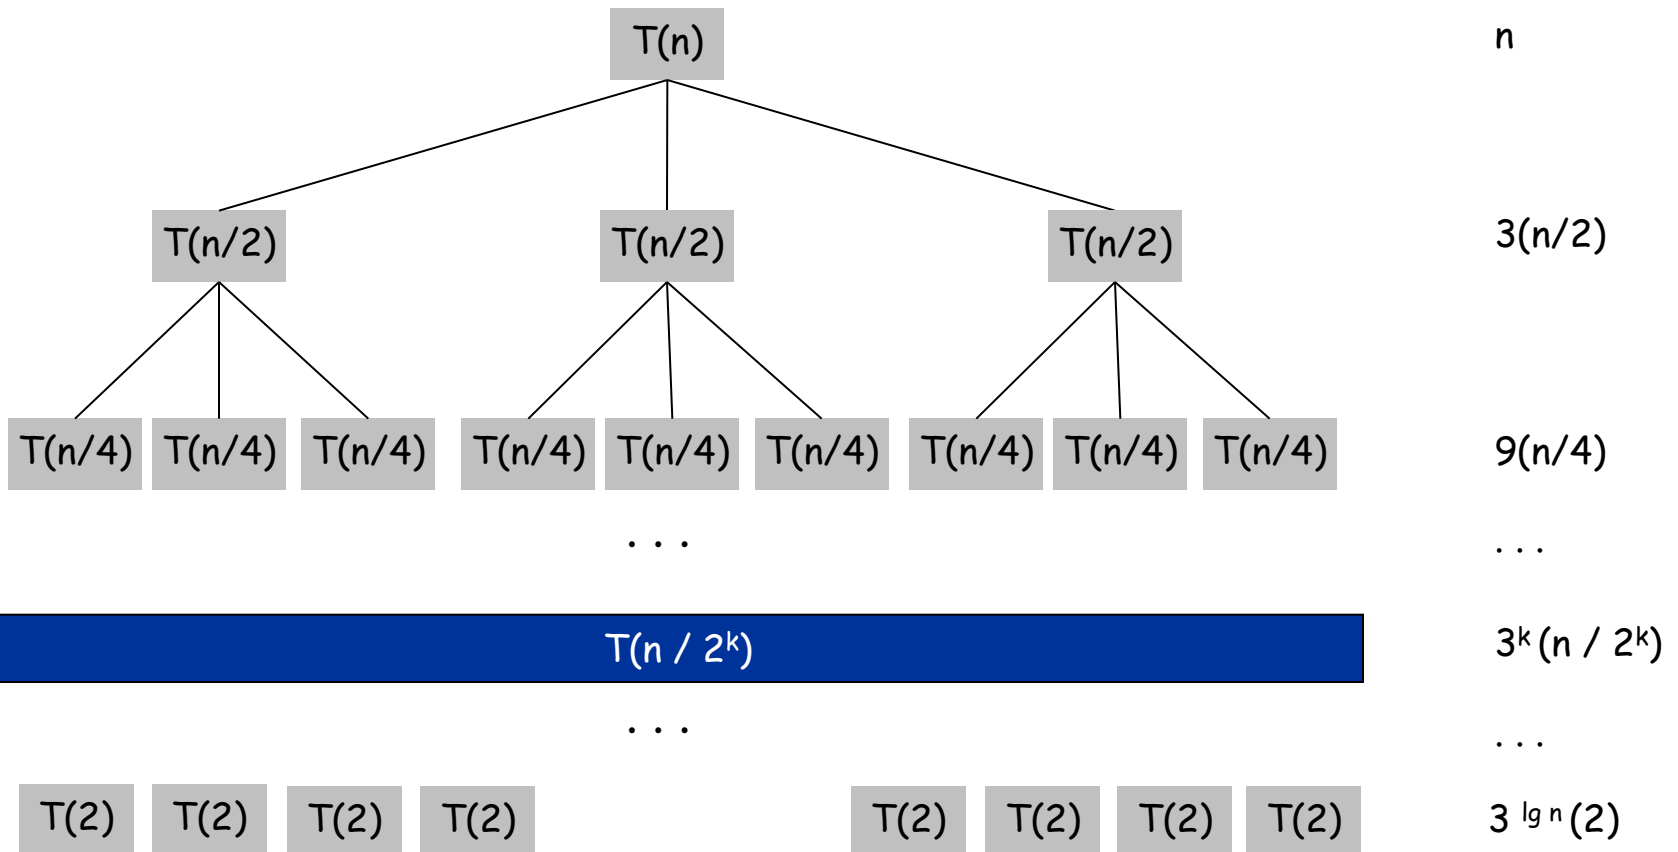 T(n) n
T(n/2) T(n/2) T(n/2) 3(n/2)
T(n/4) T(n/4) T(n/4) T(n/4) T(n/4) T(n/4) T(n/4) T(n/4) T(n/4) 9(n/4)
. . . . . .
T(n / 2ᵏ) 3ᵏ (n / 2ᵏ)
. . . . . .
T(2) T(2) T(2) T(2) T(2) T(2) T(2) T(2) 3 ˡᵍ ⁿ (2)